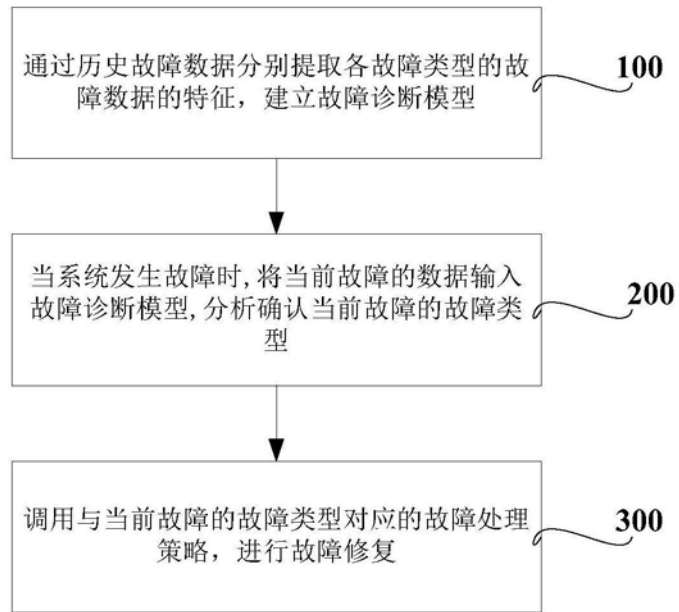 通过历史故障数据分别提取各故障类型的故
障数据的特征，建立故障诊断模型
100
当系统发生故障时,将当前故障的数据输入
故障诊断模型,分析确认当前故障的故障类
型
200
调用与当前故障的故障类型对应的故障处理
策略，进行故障修复
300